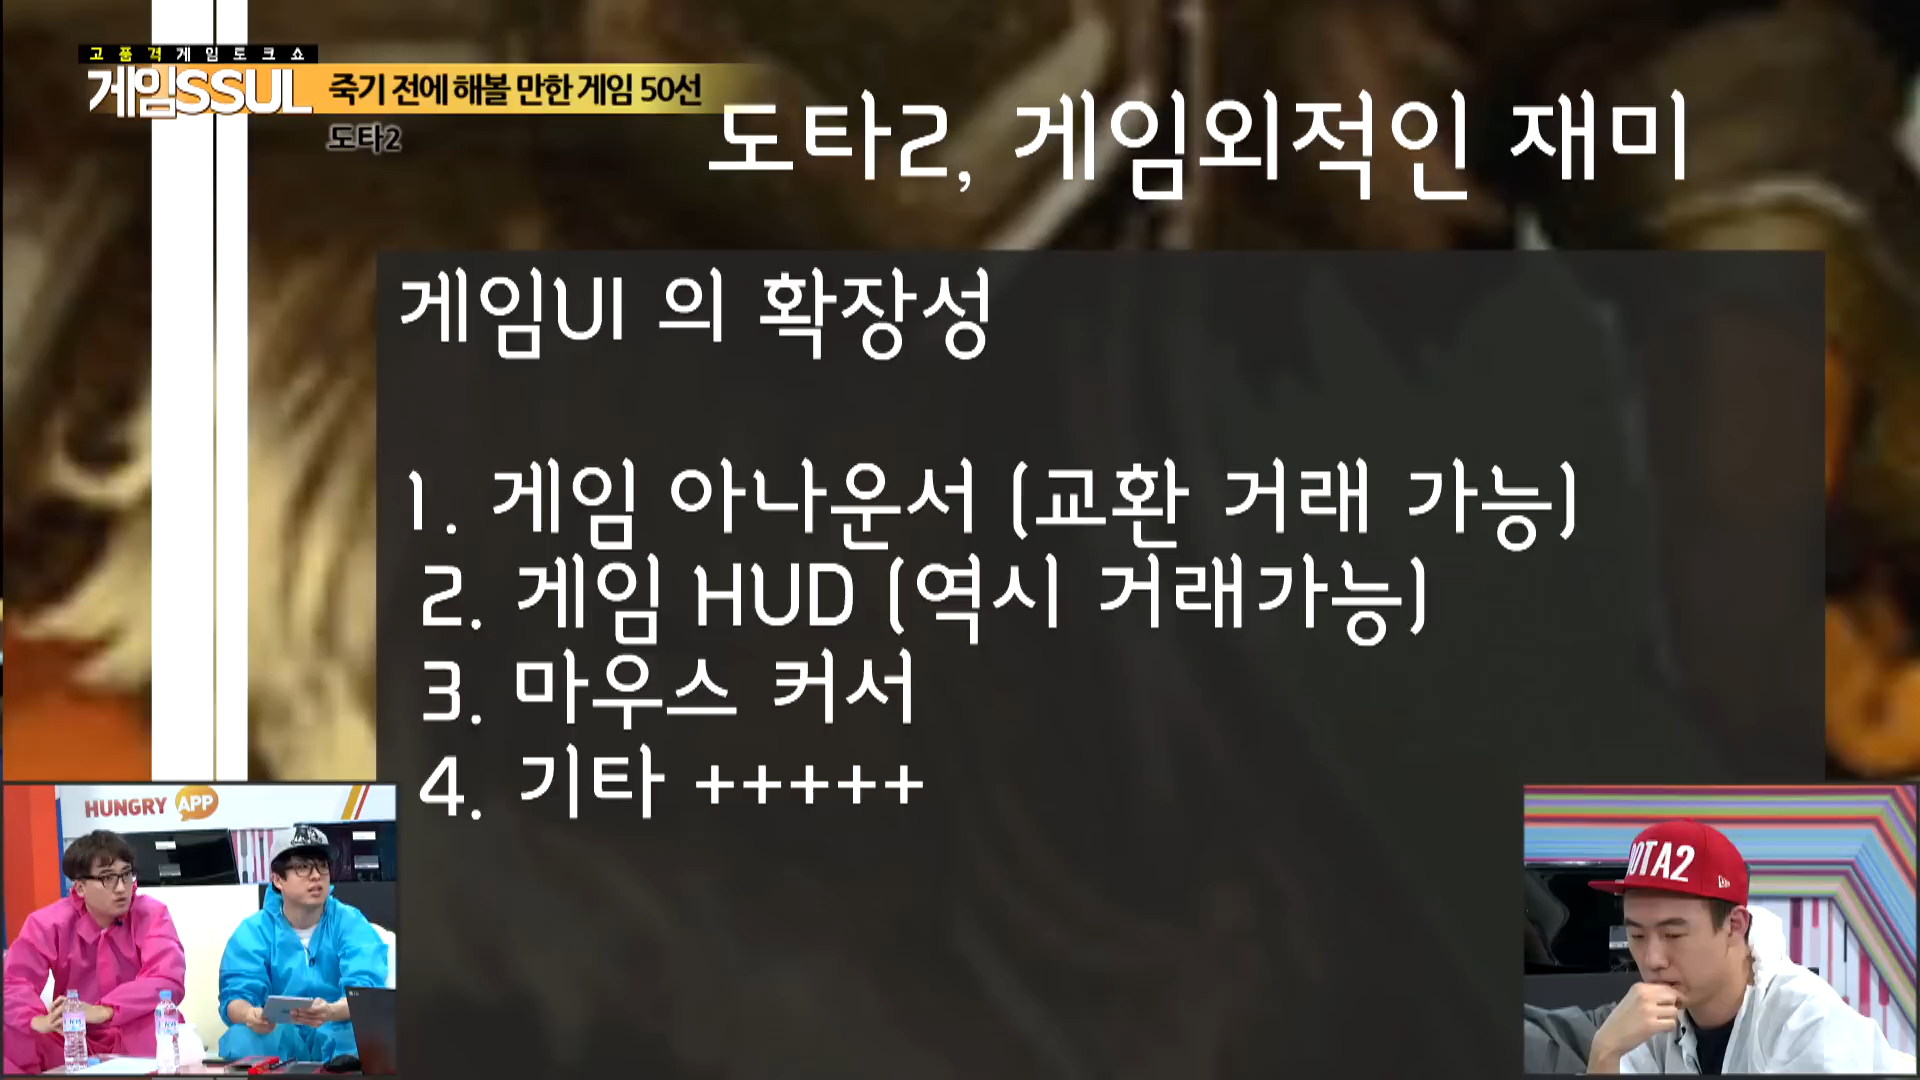 고품격게임토크쇼
게임SSUL
죽기 전에 해볼 만한 게임 50선
도타2
도타2, 게임외적인 재미
게임UI 의 확장성
1. 게임 아나운서 (교환 거래 가능)
2. 게임 HUD (역시 거래가능)
3. 마우스 커서
4. 기타 +++++
HUNGRY APP
DOTA2